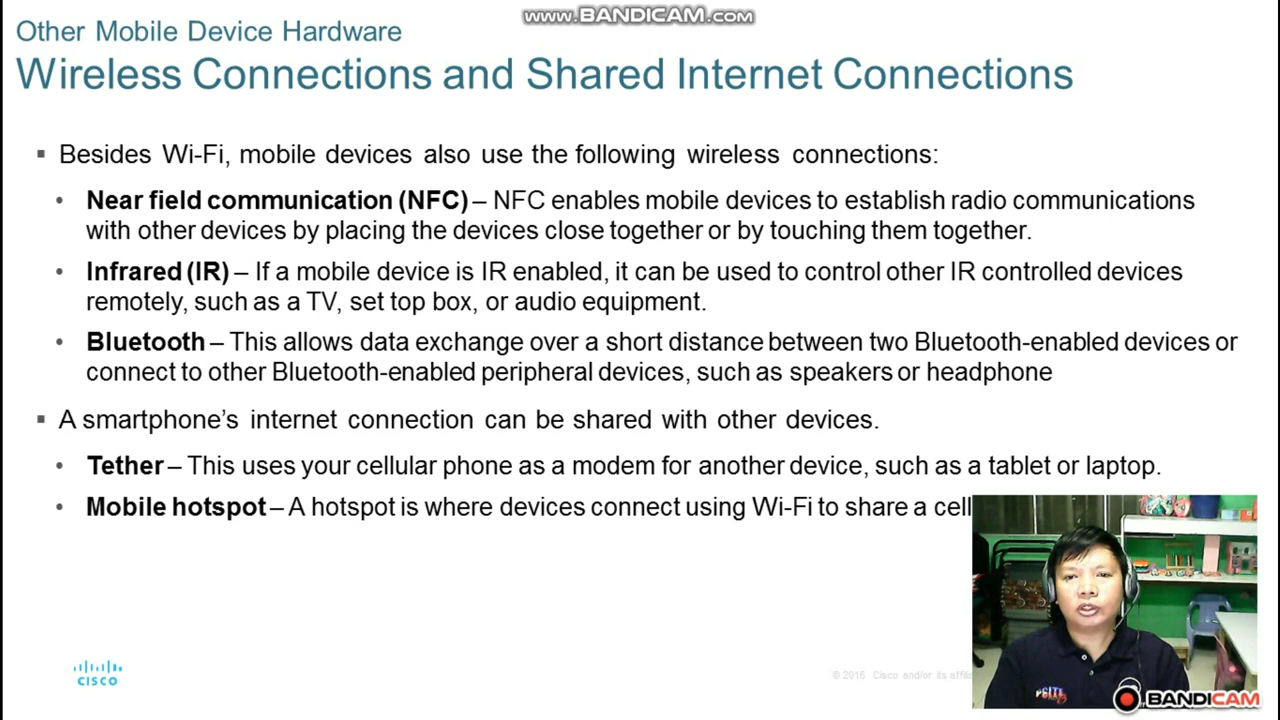 www.BANDICAM.com
Other Mobile Device Hardware
Wireless Connections and Shared Internet Connections
▪ Besides Wi-Fi, mobile devices also use the following wireless connections:
• Near field communication (NFC) – NFC enables mobile devices to establish radio communications
with other devices by placing the devices close together or by touching them together.
• Infrared (IR) – If a mobile device is IR enabled, it can be used to control other IR controlled devices
remotely, such as a TV, set top box, or audio equipment.
• Bluetooth – This allows data exchange over a short distance between two Bluetooth-enabled devices or
connect to other Bluetooth-enabled peripheral devices, such as speakers or headphone
▪ A smartphone’s internet connection can be shared with other devices.
• Tether – This uses your cellular phone as a modem for another device, such as a tablet or laptop.
• Mobile hotspot – A hotspot is where devices connect using Wi-Fi to share a cell
CISCO
© 2016 Cisco and/or its
BANDICAM